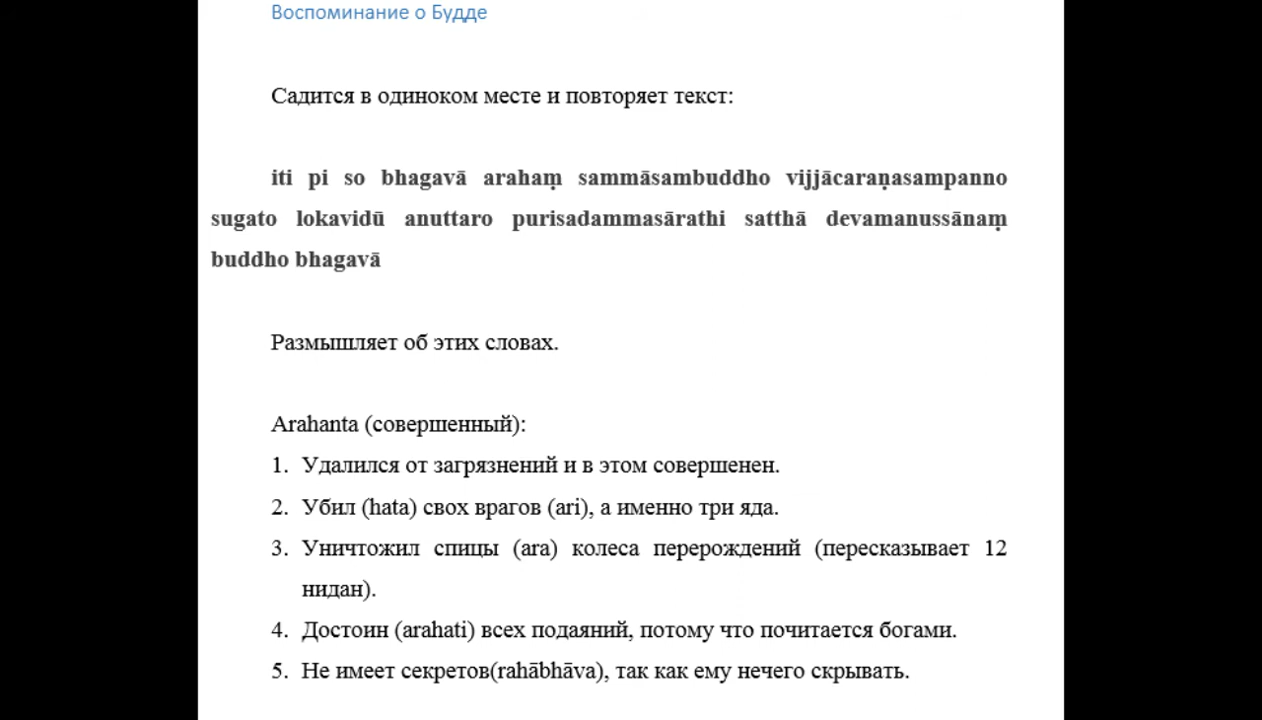 Воспоминание о Будде
Садится в одиноком месте и повторяет текст:
iti pi so bhagavā arahaṃ sammāsambuddho vijjācaraṇasampanno
sugato lokavidū anuttaro purisadammasārathi satthā devamanussānaṃ
buddho bhagavā
Размышляет об этих словах.
Arahanta (совершенный):
1. Удалился от загрязнений и в этом совершенен.
2. Убил (hata) свох врагов (ari), а именно три яда.
3. Уничтожил спицы (ara) колеса перерождений (пересказывает 12
нидан).
4. Достоин (arahati) всех подаяний, потому что почитается богами.
5. Не имеет секретов(rahābhāva), так как ему нечего скрывать.